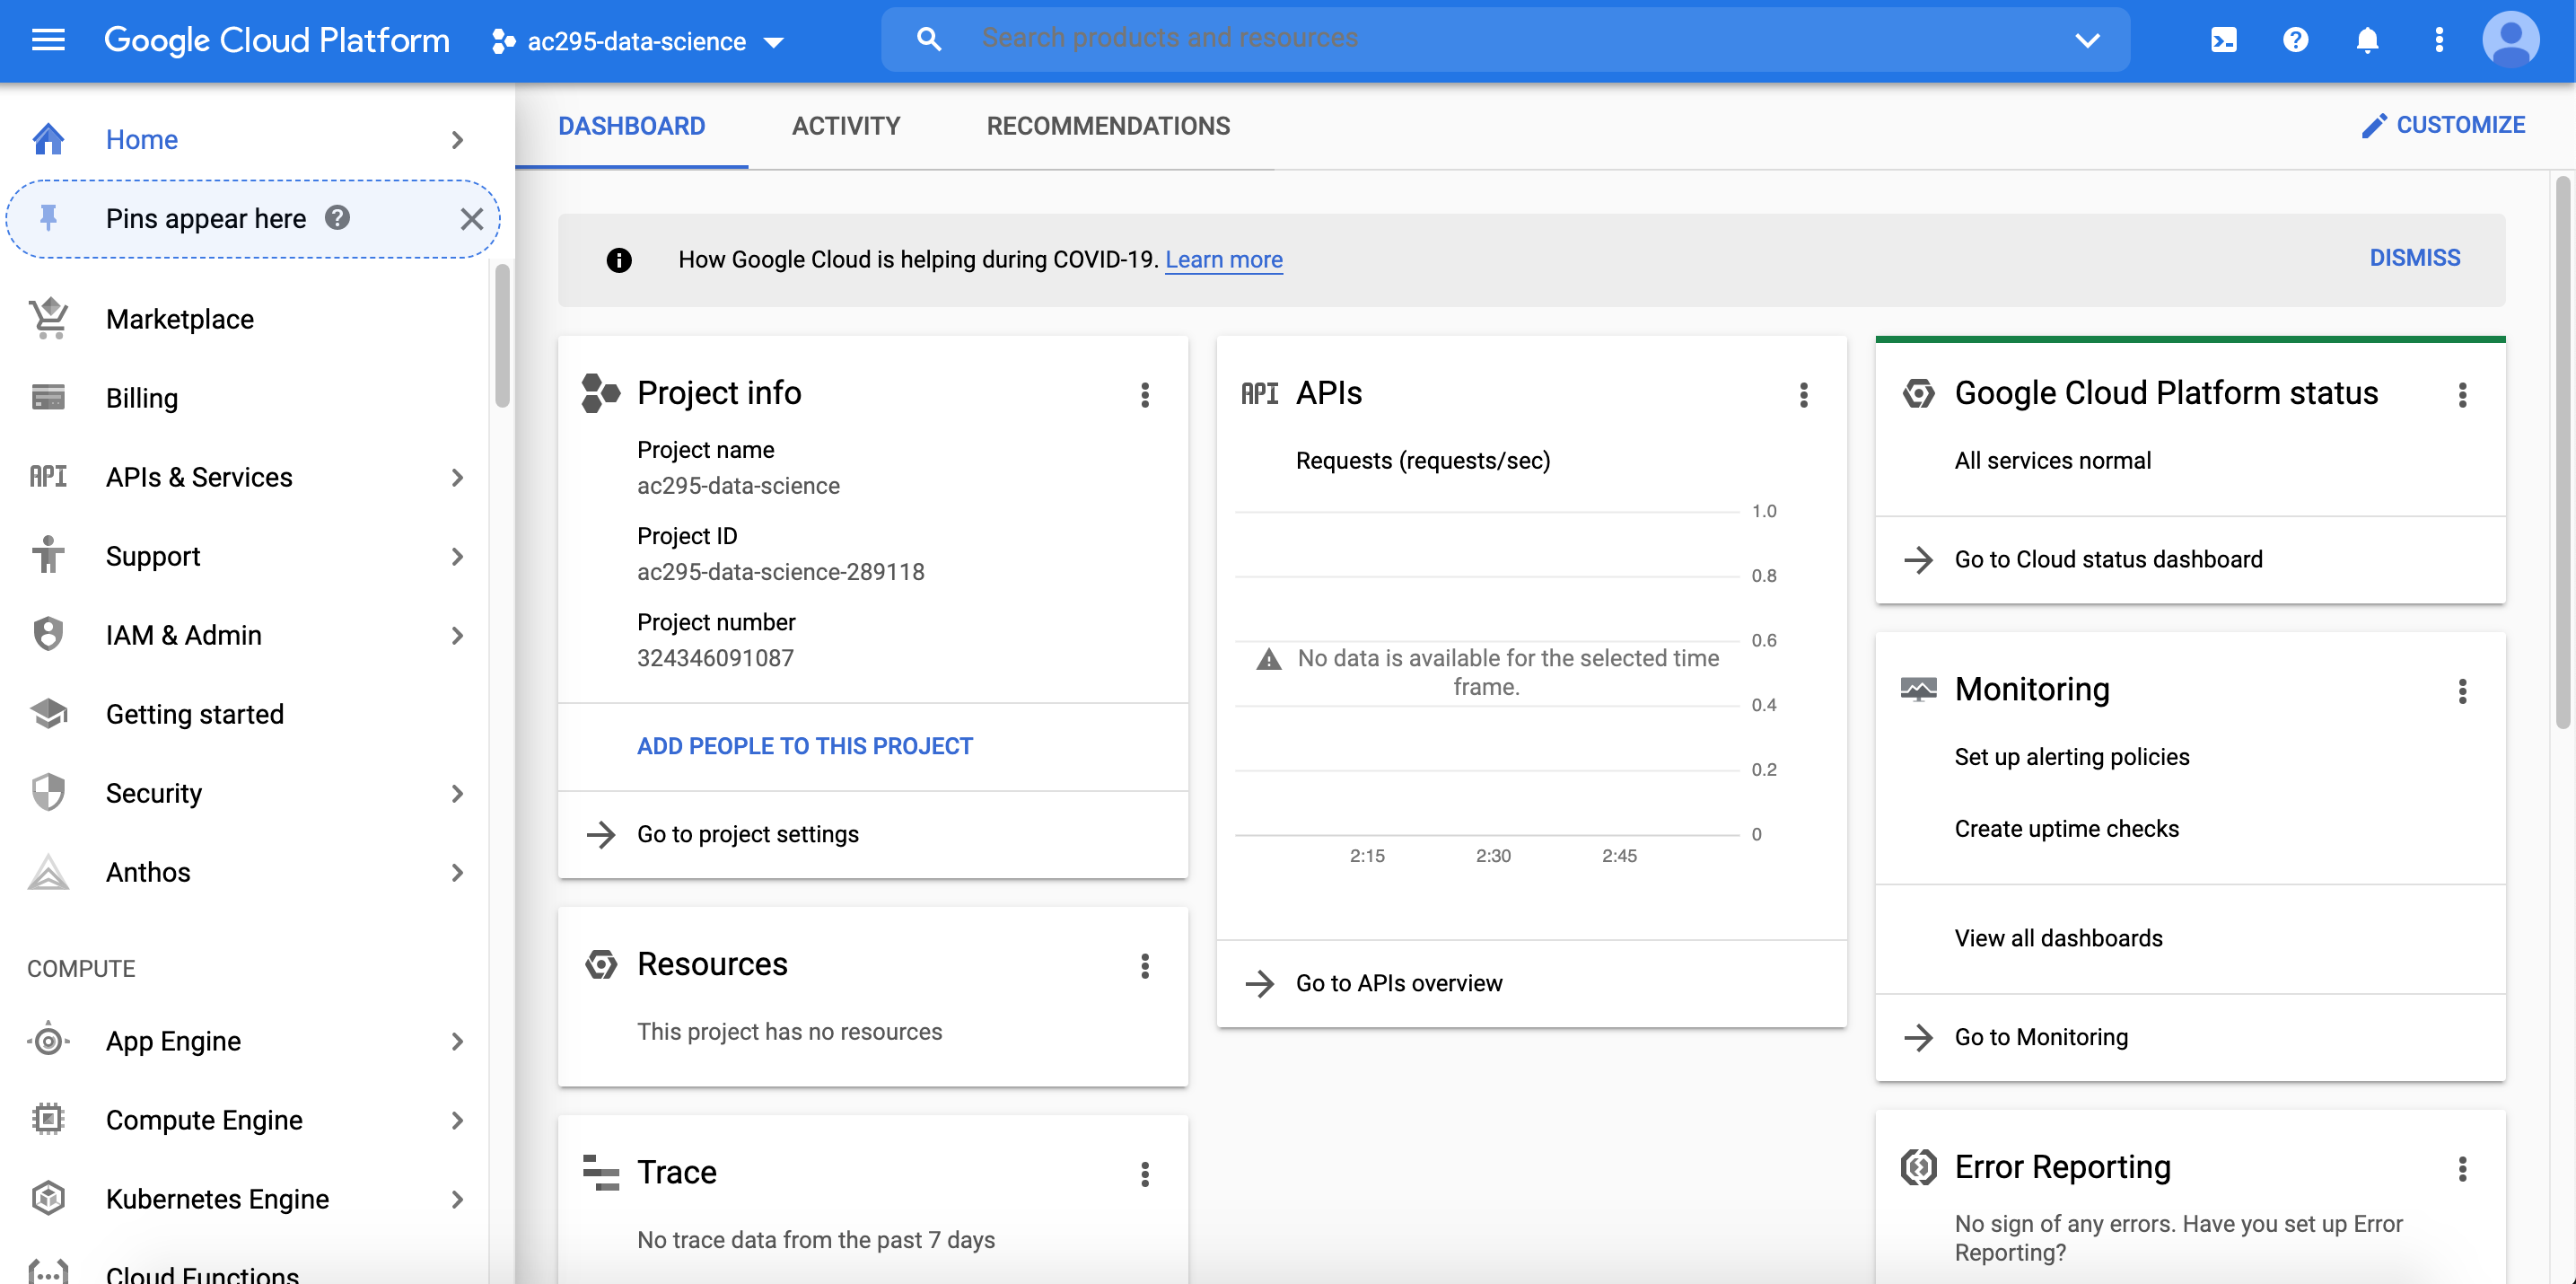 Google Cloud Platform
ac295-data-science
Search products and resources
Home
Pins appear here
Marketplace
Billing
API
APIs & Services
Support
IAM & Admin
Getting started
Security
Anthos
COMPUTE
App Engine
Compute Engine
Kubernetes Engine
Cloud Functions
DASHBOARD
ACTIVITY
RECOMMENDATIONS
CUSTOMIZE
How Google Cloud is helping during COVID-19. Learn more
DISMISS
Project info
Project name
ac295-data-science
Project ID
ac295-data-science-289118
Project number
324346091087
ADD PEOPLE TO THIS PROJECT
Go to project settings
Resources
This project has no resources
Trace
No trace data from the past 7 days
API APIs
Requests (requests/sec)
1.0
0.8
0.6
No data is available for the selected time
frame.
0.4
0.2
0
2:15 2:30 2:45
Go to APIs overview
Google Cloud Platform status
All services normal
Go to Cloud status dashboard
Monitoring
Set up alerting policies
Create uptime checks
View all dashboards
Go to Monitoring
Error Reporting
No sign of any errors. Have you set up Error
Reporting?